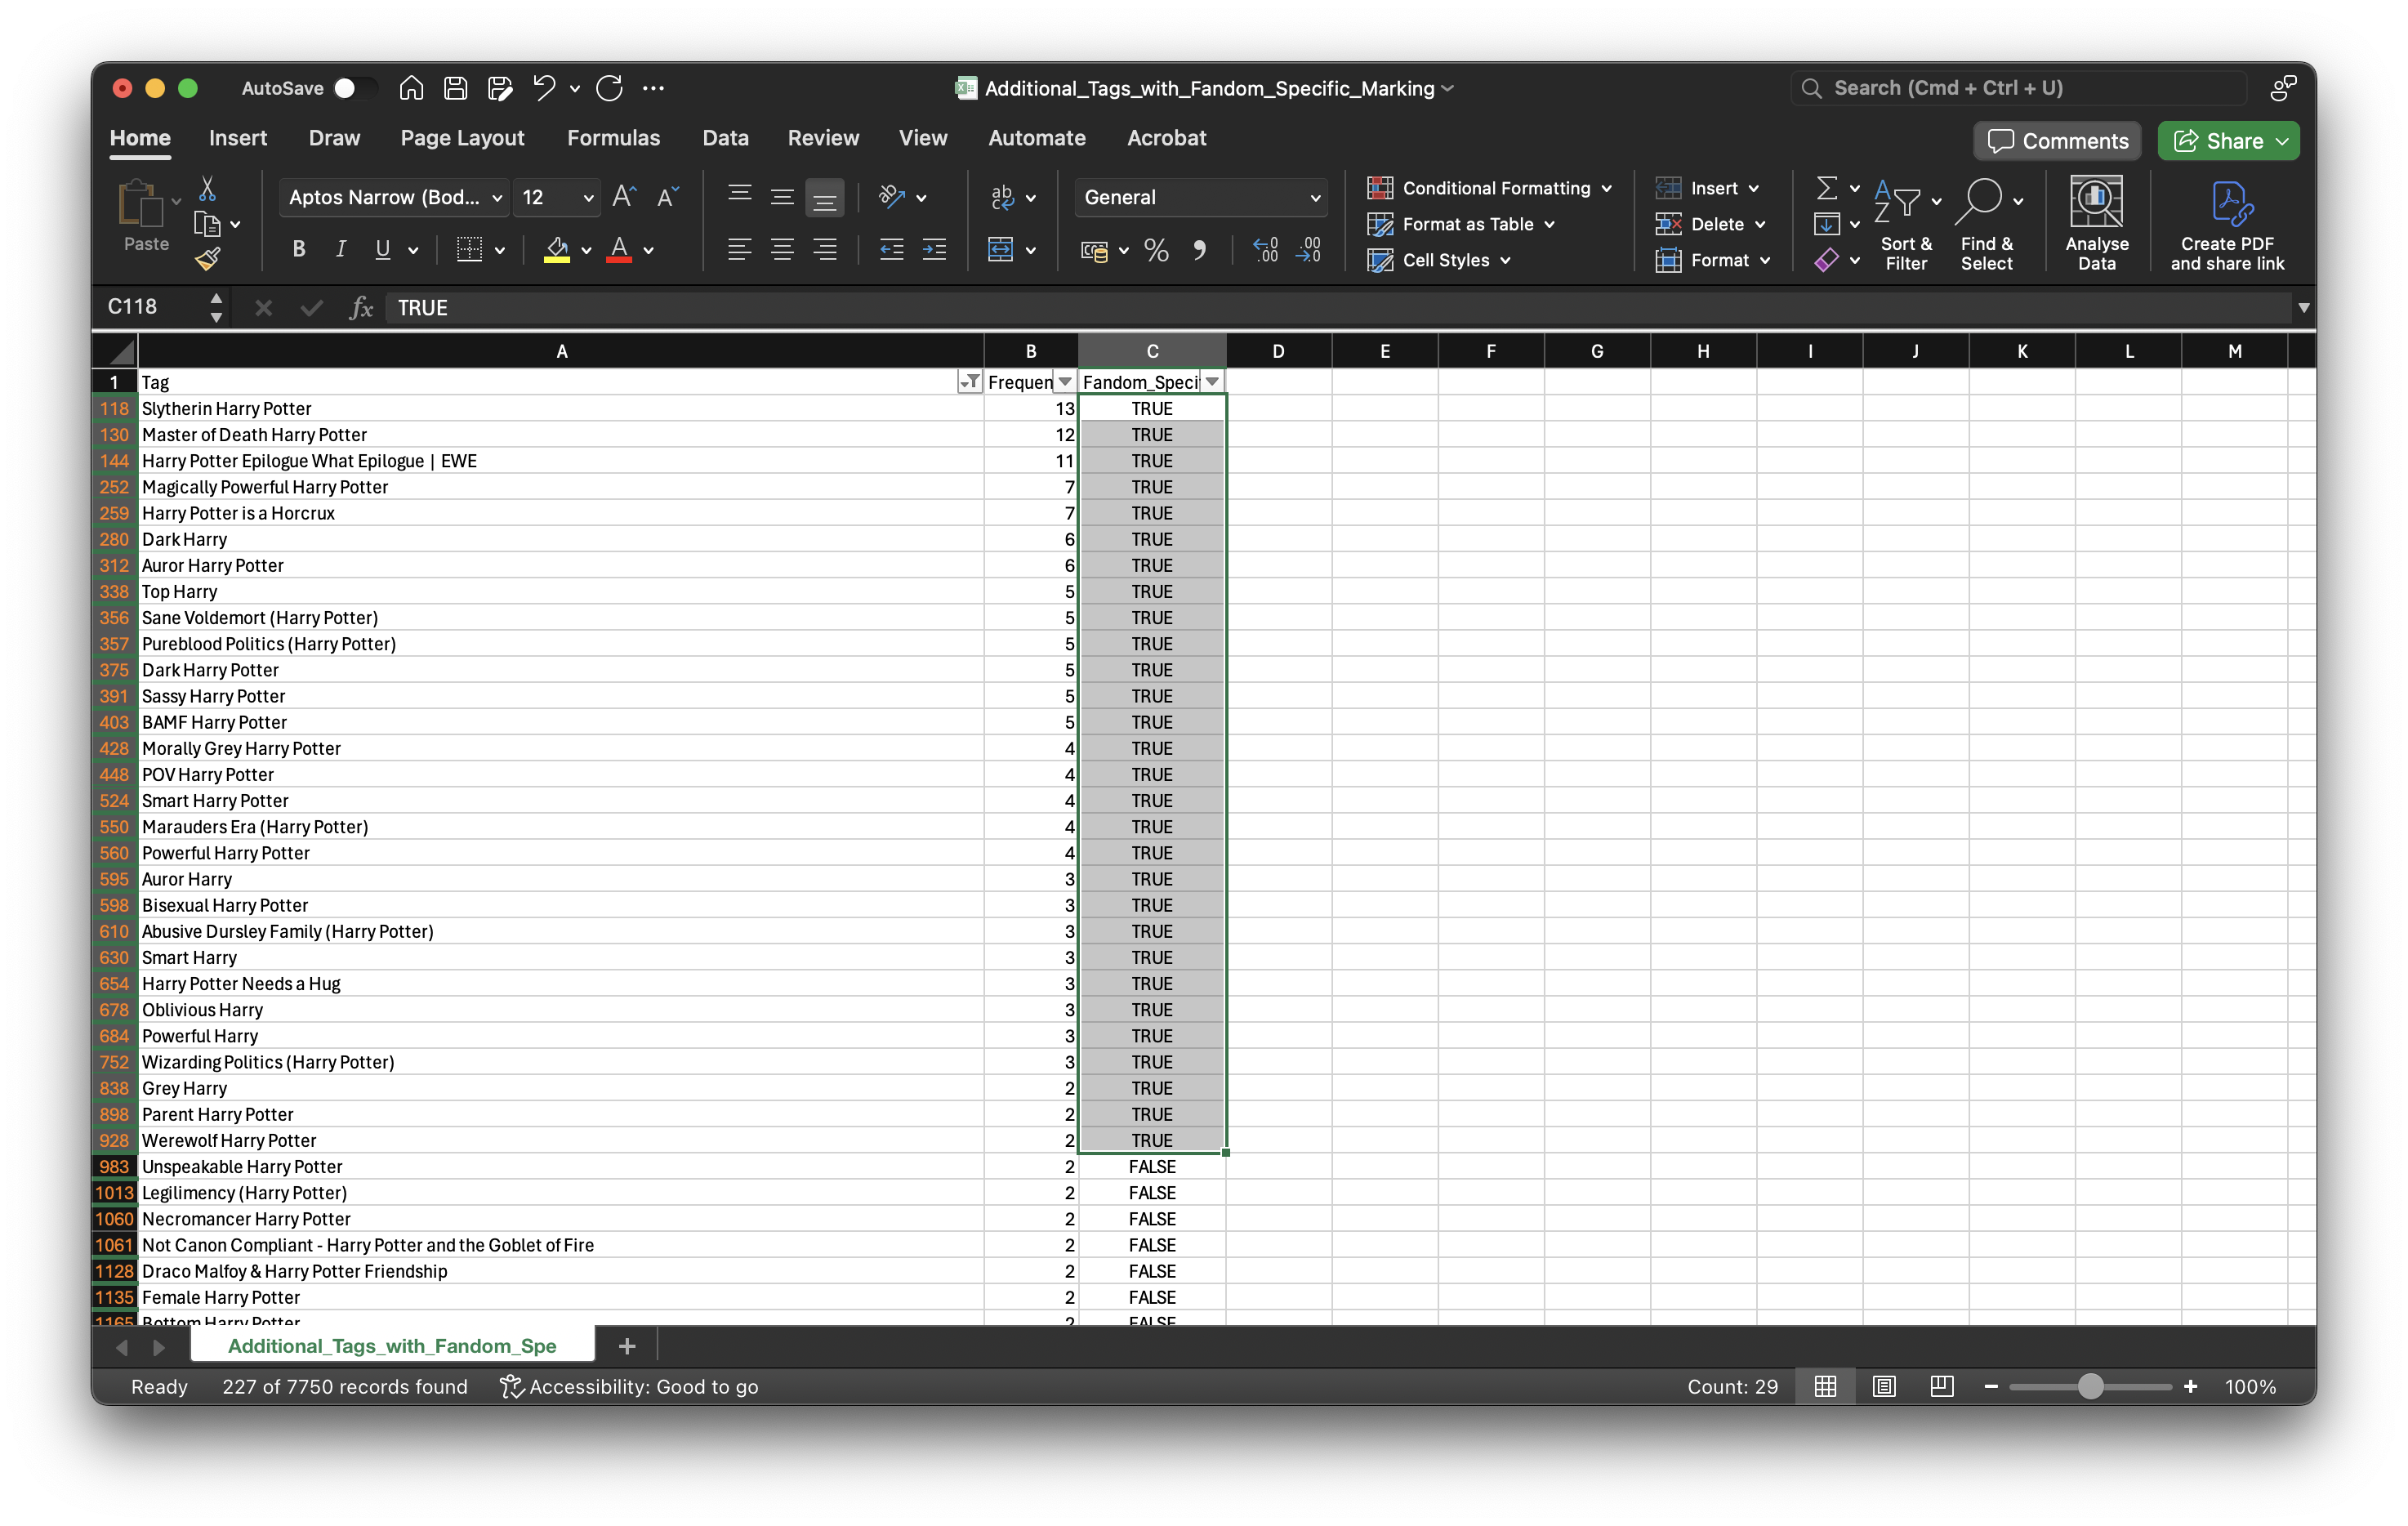 AutoSave
Additional_Tags_with_Fandom_Specific_Marking
Search (Cmd + Ctrl + U)
Home Insert Draw Page Layout Formulas Data Review View Automate Acrobat
Comments Share
Paste
Aptos Narrow (Bod... 12
General
Conditional Formatting
Format as Table
Cell Styles
Insert
Delete
Format
Sort & Filter
Find & Select
Analyse Data
Create PDF and share link
C118 fx TRUE
A B C D E F G H I J K L M
1 Tag Frequen Fandom_Speci
118 Slytherin Harry Potter 13 TRUE
130 Master of Death Harry Potter 12 TRUE
144 Harry Potter Epilogue What Epilogue | EWE 11 TRUE
252 Magically Powerful Harry Potter 7 TRUE
259 Harry Potter is a Horcrux 7 TRUE
280 Dark Harry 6 TRUE
312 Auror Harry Potter 6 TRUE
338 Top Harry 5 TRUE
356 Sane Voldemort (Harry Potter) 5 TRUE
357 Pureblood Politics (Harry Potter) 5 TRUE
375 Dark Harry Potter 5 TRUE
391 Sassy Harry Potter 5 TRUE
403 BAMF Harry Potter 5 TRUE
428 Morally Grey Harry Potter 4 TRUE
448 POV Harry Potter 4 TRUE
524 Smart Harry Potter 4 TRUE
550 Marauders Era (Harry Potter) 4 TRUE
560 Powerful Harry Potter 4 TRUE
595 Auror Harry 3 TRUE
598 Bisexual Harry Potter 3 TRUE
610 Abusive Dursley Family (Harry Potter) 3 TRUE
630 Smart Harry 3 TRUE
654 Harry Potter Needs a Hug 3 TRUE
678 Oblivious Harry 3 TRUE
684 Powerful Harry 3 TRUE
752 Wizarding Politics (Harry Potter) 3 TRUE
838 Grey Harry 2 TRUE
898 Parent Harry Potter 2 TRUE
928 Werewolf Harry Potter 2 TRUE
983 Unspeakable Harry Potter 2 FALSE
1013 Legilimency (Harry Potter) 2 FALSE
1060 Necromancer Harry Potter 2 FALSE
1061 Not Canon Compliant - Harry Potter and the Goblet of Fire 2 FALSE
1128 Draco Malfoy & Harry Potter Friendship 2 FALSE
1135 Female Harry Potter 2 FALSE
1165 Bottom Harry Potter 2 FALSE
Additional_Tags_with_Fandom_Spe +
Ready 227 of 7750 records found Accessibility: Good to go Count: 29 100%